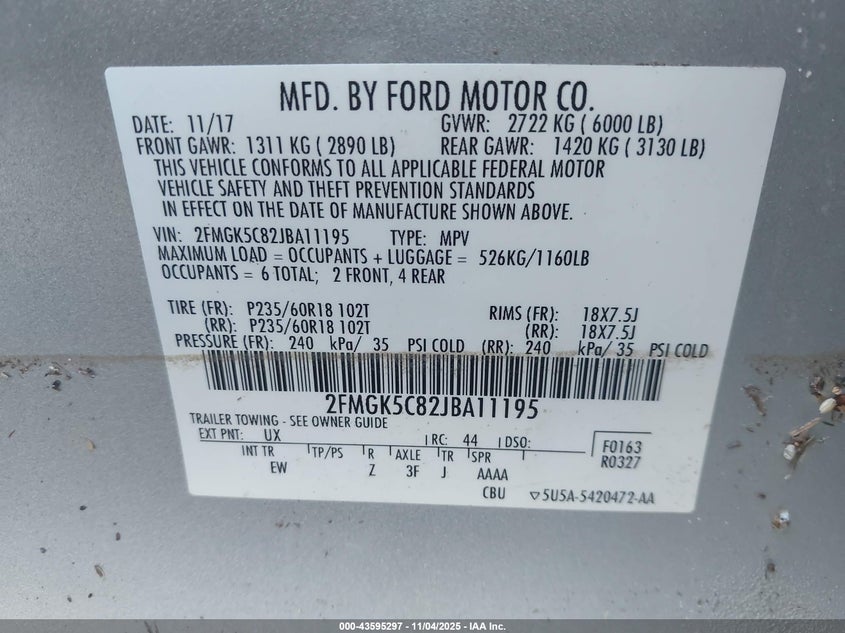 MFD. BY FORD MOTOR CO.
DATE: 11/17 GVWR: 2722 KG ( 6000 LB)
FRONT GAWR: 1311 KG ( 2890 LB) REAR GAWR: 1420 KG ( 3130 LB)
THIS VEHICLE CONFORMS TO ALL APPLICABLE FEDERAL MOTOR
VEHICLE SAFETY AND THEFT PREVENTION STANDARDS
IN EFFECT ON THE DATE OF MANUFACTURE SHOWN ABOVE.
VIN: 2FMGK5C82JBA11195 TYPE: MPV
MAXIMUM LOAD = OCCUPANTS + LUGGAGE = 526KG/1160LB
OCCUPANTS = 6 TOTAL; 2 FRONT, 4 REAR
TIRE (FR): P235/60R18 102T RIMS (FR): 18X7.5J
(RR): P235/60R18 102T (RR): 18X7.5J
PRESSURE (FR): 240 kPa/ 35 PSI COLD (RR): 240 kPa/ 35 PSI COLD
2FMGK5C82JBA11195
TRAILER TOWING - SEE OWNER GUIDE
EXT PNT: UX RC: 44 DSO: F0163
INT TR TP/PS R AXLE TR SPR R0327
EW Z 3F J AAAA
CBU ▽5U5A-5420472-AA
000-43595297 - 11/04/2025 - IAA Inc.